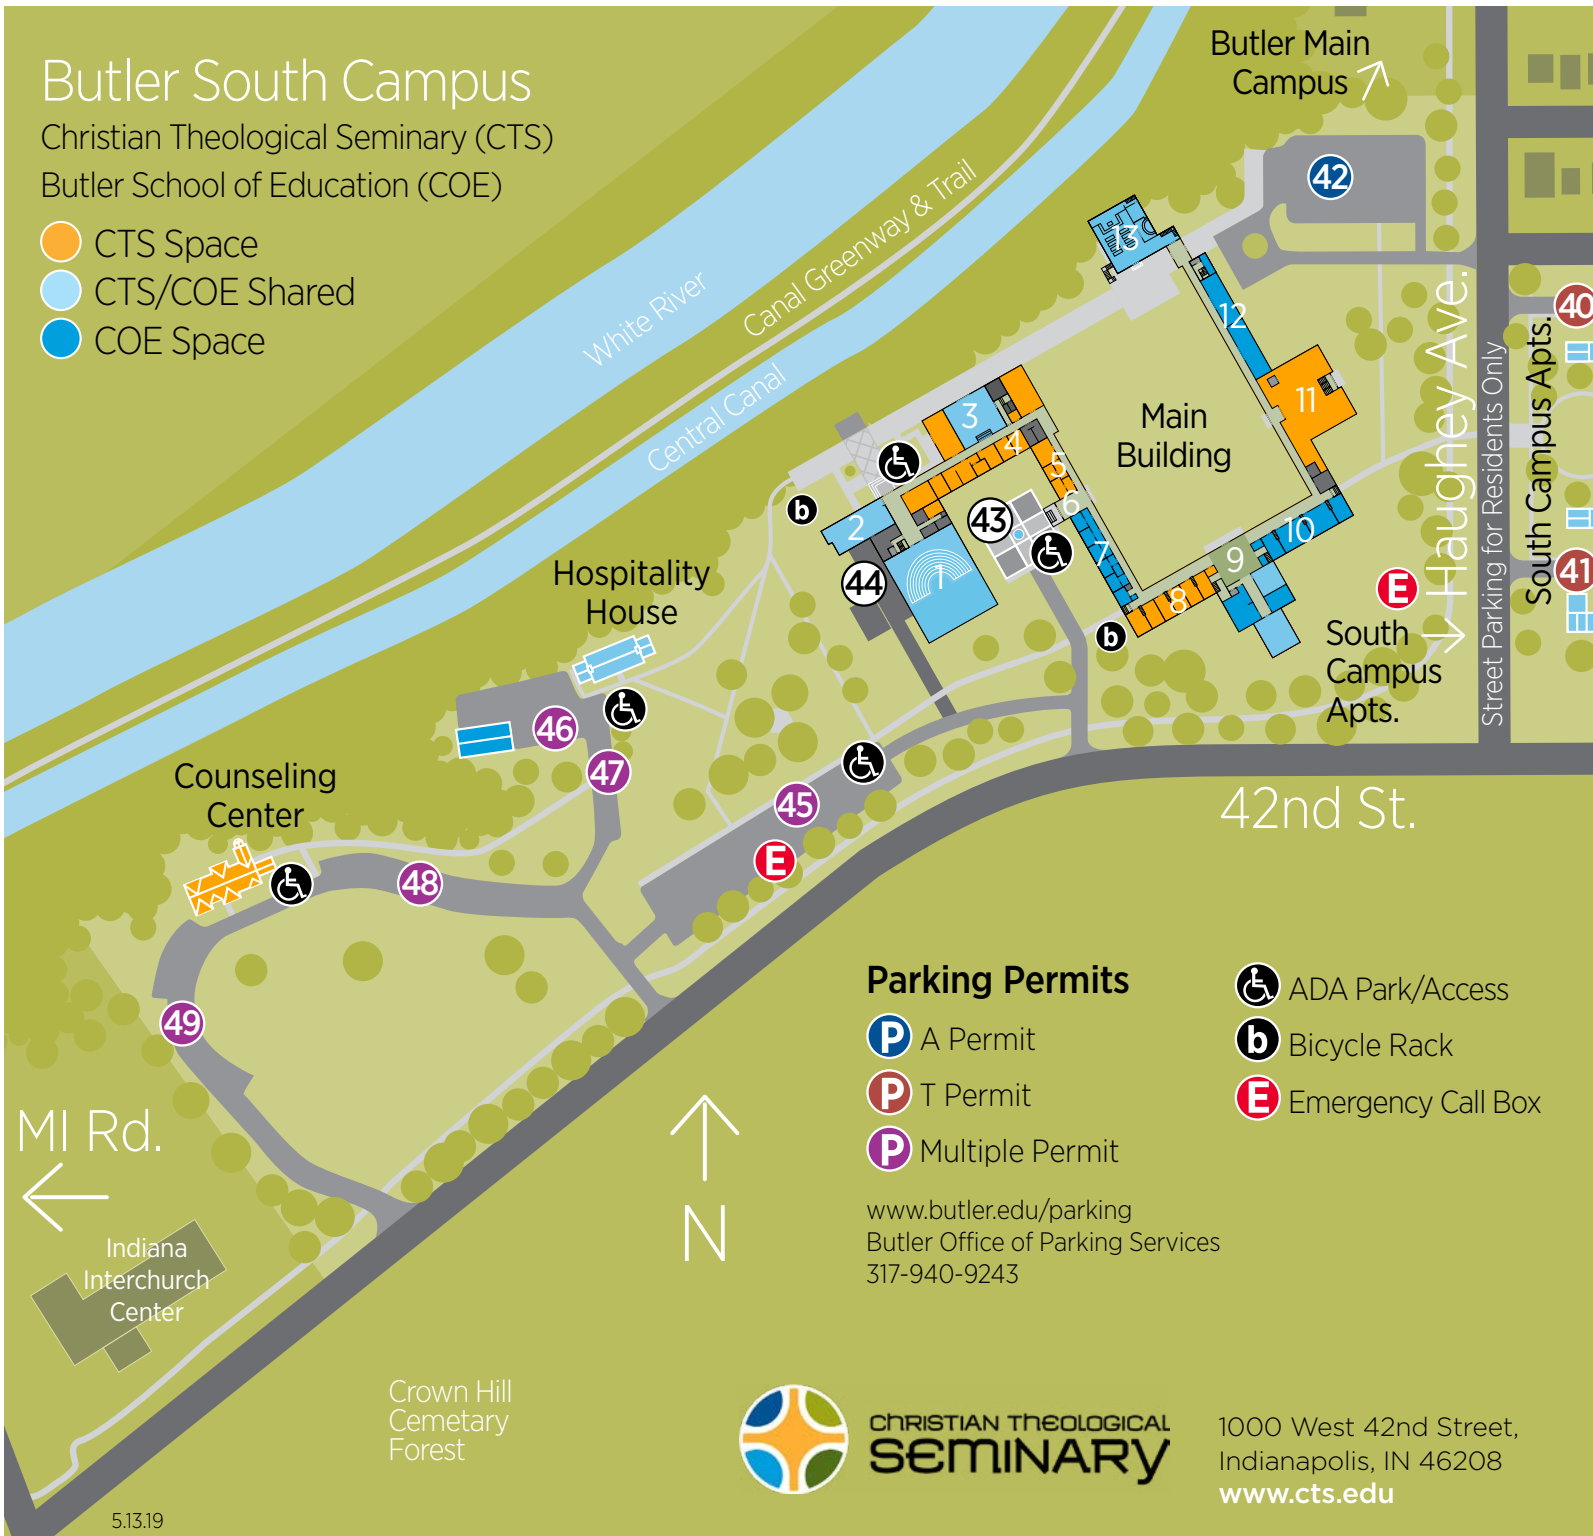 Butler South Campus
Christian Theological Seminary (CTS)
Butler School of Education (COE)
CTS Space
CTS/COE Shared
COE Space
Butler Main
Campus
42
13
12
11
Main
Building
3
4
5
6
43
7
10
9
8
2
1
44
b
b
White River
Canal Greenway & Trail
Central Canal
Haughey Ave.
Street Parking for Residents Only
South Campus Apts.
40
41
E
South
Campus
Apts.
Hospitality
House
46
47
45
E
Counseling
Center
48
49
42nd St.
MI Rd.
N
Indiana
Interchurch
Center
Crown Hill
Cemetary
Forest
Parking Permits
P A Permit
P T Permit
P Multiple Permit
www.butler.edu/parking
Butler Office of Parking Services
317-940-9243
ADA Park/Access
b Bicycle Rack
E Emergency Call Box
CHRISTIAN THEOLOGICAL
SEMINARY
1000 West 42nd Street,
Indianapolis, IN 46208
www.cts.edu
5.13.19